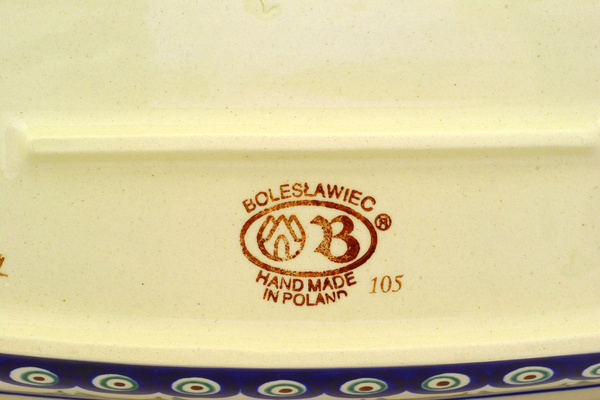 BOLESŁAWIEC
B ®
HAND MADE
IN POLAND
105